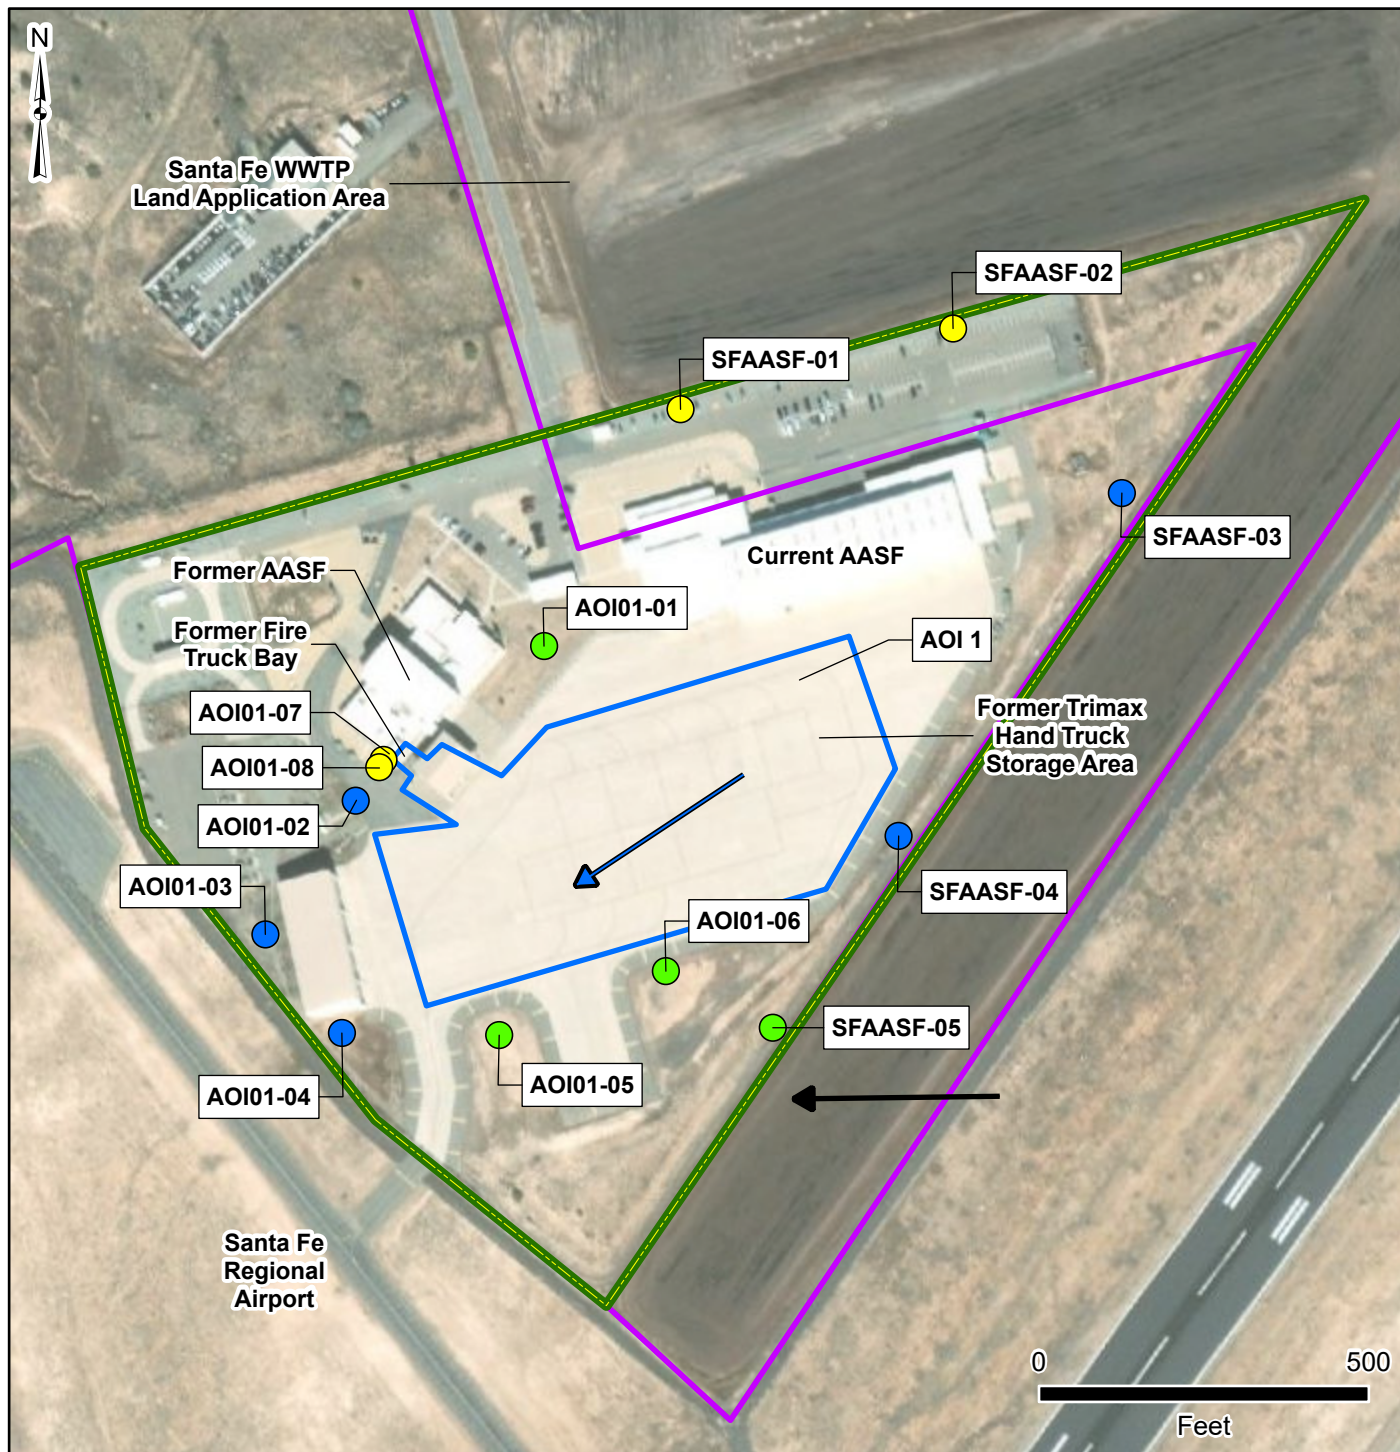 N
Santa Fe WWTP
Land Application Area
SFAASF-02
SFAASF-01
SFAASF-03
Current AASF
Former AASF
AOI01-01
Former Fire
Truck Bay
AOI 1
AOI01-07
Former Trimax
Hand Truck
Storage Area
AOI01-08
AOI01-02
AOI01-03
SFAASF-04
AOI01-06
SFAASF-05
AOI01-05
AOI01-04
Santa Fe
Regional
Airport
0 500
Feet